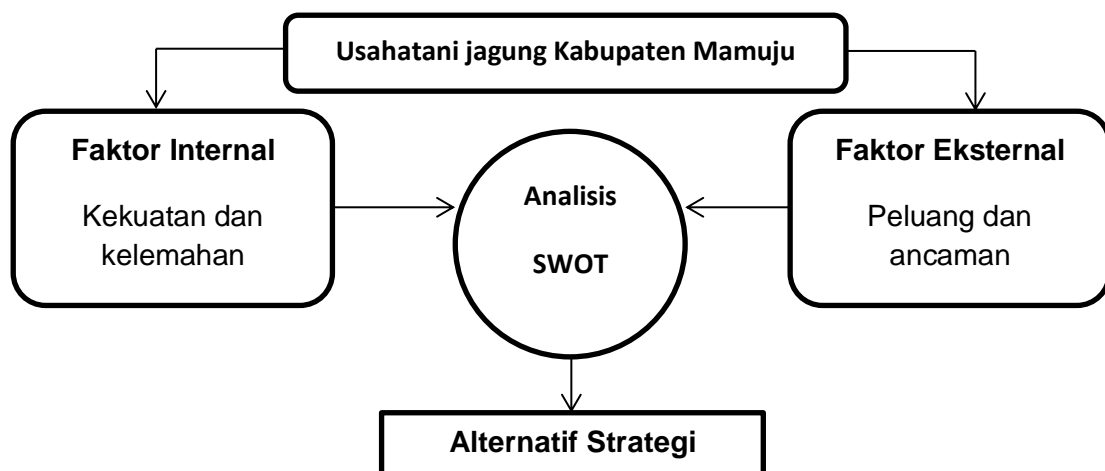 Usahatani jagung Kabupaten Mamuju
Faktor Internal
Kekuatan dan
kelemahan
Analisis
SWOT
Faktor Eksternal
Peluang dan
ancaman
Alternatif Strategi